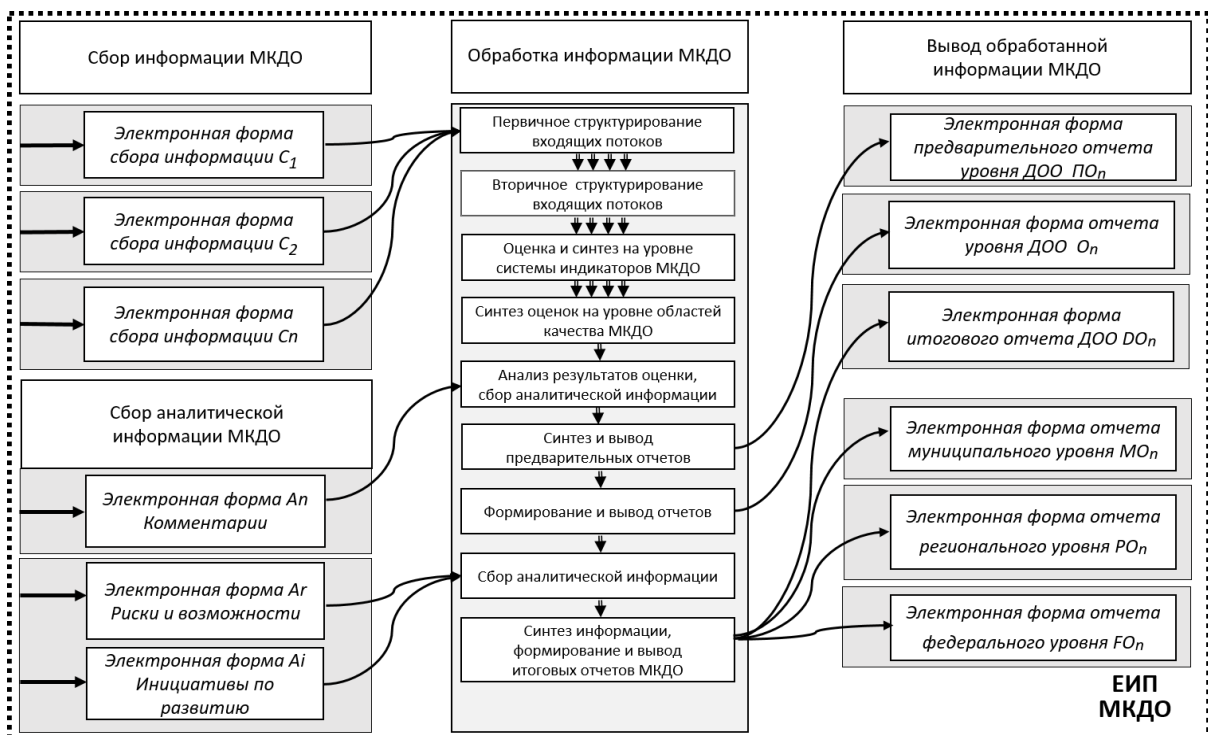 Сбор информации МКДО
Электронная форма
сбора информации C1
Электронная форма
сбора информации C2
Электронная форма
сбора информации Cn
Сбор аналитической
информации МКДО
Электронная форма An
Комментарии
Электронная форма Ar
Риски и возможности
Электронная форма Ai
Инициативы по
развитию
Обработка информации МКДО
Первичное структурирование
входящих потоков
Вторичное структурирование
входящих потоков
Оценка и синтез на уровне
системы индикаторов МКДО
Синтез оценок на уровне областей
качества МКДО
Анализ результатов оценки,
сбор аналитической информации
Синтез и вывод
предварительных отчетов
Формирование и вывод отчетов
Сбор аналитической информации
Синтез информации,
формирование и вывод
итоговых отчетов МКДО
Вывод обработанной
информации МКДО
Электронная форма
предварительного отчета
уровня ДОО ПОn
Электронная форма отчета
уровня ДОО Оn
Электронная форма
итогового отчета ДОО DOn
Электронная форма отчета
муниципального уровня МОn
Электронная форма отчета
регионального уровня РОn
Электронная форма отчета
федерального уровня FOn
ЕИП
МКДО